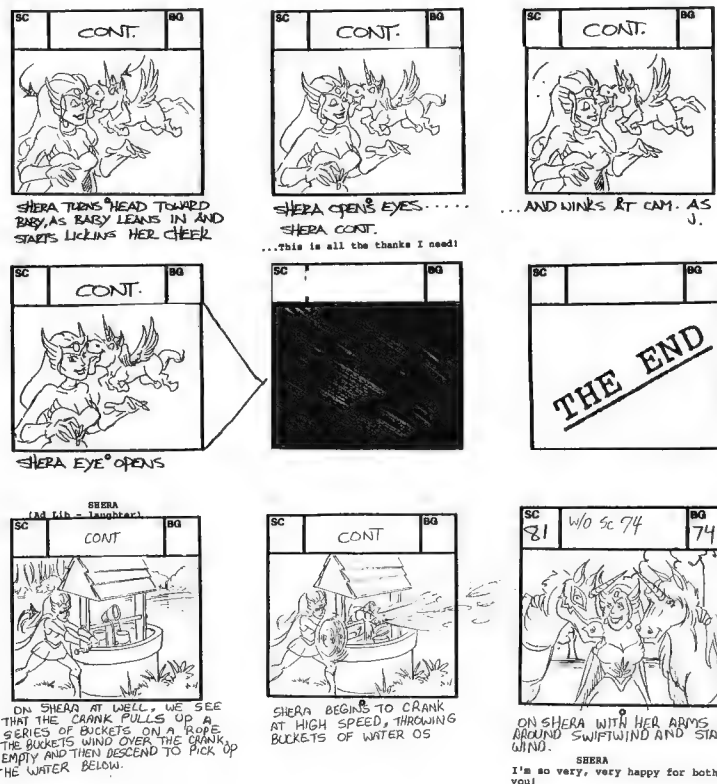 SC CONT. BG
SC CONT. BG
SC CONT. BG
SHERA TURNS HEAD TOWARD
BABY, AS BABY LEANS IN AND
STARTS LICKING HER CHEEK
SHERA OPENS EYES.....
SHERA CONT.
...This is all the thanks I need!
...AND WINKS AT CAM. AS
J.
SC CONT. BG
SC BG
SC BG
THE END
SHERA EYE OPENS
SHERA
(Ad Lib - laughter)
SC CONT BG
SC CONT BG
SC 81 W/O SC 74 BG 74
ON SHERA AT WELL. WE SEE
THAT THE CRANK PULLS UP A
SERIES OF BUCKETS ON A ROPE
THE BUCKETS WIND OVER THE CRANK,
EMPTY AND THEN DESCEND TO PICK UP
THE WATER BELOW.
SHERA BEGINS TO CRANK
AT HIGH SPEED, THROWING
BUCKETS OF WATER OS
ON SHERA WITH HER ARMS
AROUND SWIFTWIND AND STA
WIND.
SHERA
I'm so very, very happy for both
you!